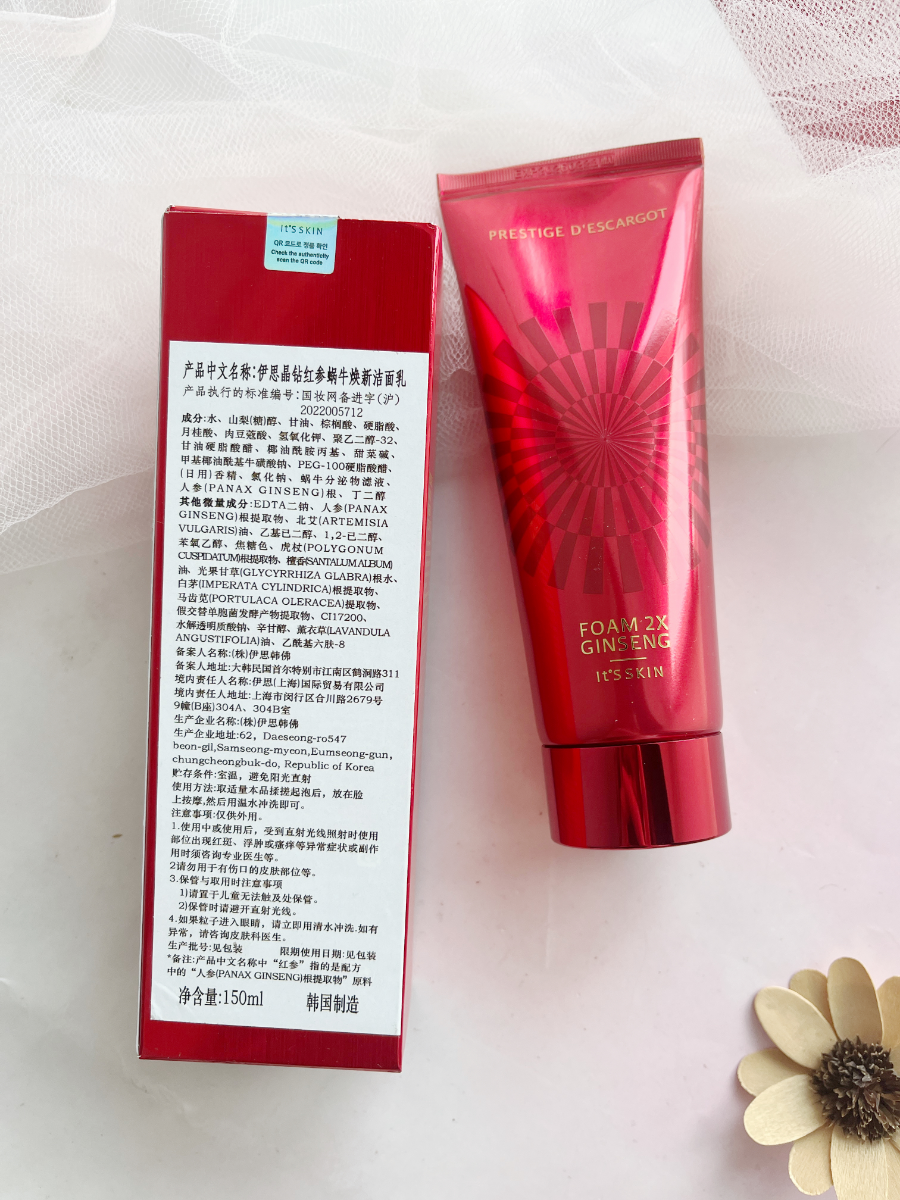 It'S SKIN
QR 코드로 정품 확인
Check the authenticity
scan the QR code
产品中文名称:伊思晶钻红参蜗牛焕新洁面乳
产品执行的标准编号:国妆网备进字(沪)
2022005712
成分:水、山梨(糖)醇、甘油、棕榈酸、硬脂酸、
月桂酸、肉豆蔻酸、氢氧化钾、聚乙二醇-32、
甘油硬脂酸酯、椰油酰胺丙基、甜菜碱、
甲基椰油酰基牛磺酸钠、PEG-100硬脂酸酯、
(日用)香精、氯化钠、蜗牛分泌物滤液、
人参(PANAX GINSENG)根、丁二醇
其他微量成分:EDTA二钠、人参(PANAX
GINSENG)根提取物、北艾(ARTEMISIA
VULGARIS)油、乙基已二醇、1,2-已二醇、
苯氧乙醇、焦糖色、虎杖(POLYGONUM
CUSPIDATUM)根提取物、檀香(SANTALUM ALBUM)
油、光果甘草(GLYCYRRHIZA GLABRA)根水、
白茅(IMPERATA CYLINDRICA)根提取物、
马齿苋(PORTULACA OLERACEA)提取物、
假交替单胞菌发酵产物提取物、CI17200、
水解透明质酸钠、辛甘醇、薰衣草(LAVANDULA
ANGUSTIFOLIA)油、乙酰基六肽-8
备案人名称:(株)伊思韩佛
备案人地址:大韩民国首尔特别市江南区鹤洞路311
境内责任人名称:伊思(上海)国际贸易有限公司
境内责任人地址:上海市闵行区合川路2679号
9幢(B座)304A、304B室
生产企业名称:(株)伊思韩佛
生产企业地址:62, Daeseong-ro547
beon-gil,Samseong-myeon,Eumseong-gun,
chungcheongbuk-do, Republic of Korea
贮存条件:室温，避免阳光直射
使用方法:取适量本品揉搓起泡后，放在脸
上按摩,然后用温水冲洗即可。
注意事项:仅供外用。
1.使用中或使用后，受到直射光线照射时使用
部位出现红斑、浮肿或瘙痒等异常症状或副作
用时须咨询专业医生等。
2请勿用于有伤口的皮肤部位等。
3.保管与取用时注意事项
1)请置于儿童无法触及处保管。
2)保管时请避开直射光线。
4.如果粒子进入眼睛，请立即用清水冲洗.如有
异常，请咨询皮肤科医生。
生产批号:见包装 限期使用日期:见包装
*备注:产品中文名称中“红参”指的是配方
中的“人参(PANAX GINSENG)根提取物”原料
净含量:150ml 韩国制造
PRESTIGE D'ESCARGOT
FOAM 2X
GINSENG
It'S SKIN